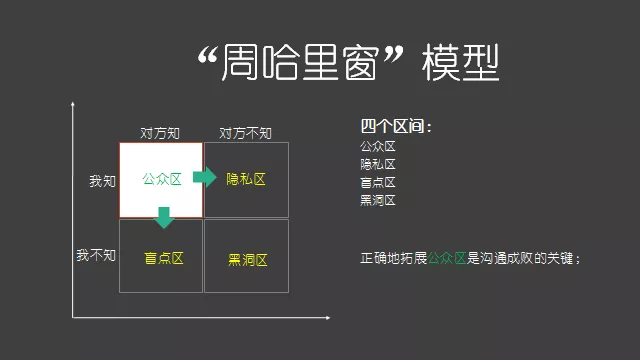 “周哈里窗”模型
对方知 对方不知
我知 公众区 隐私区
我不知 盲点区 黑洞区
四个区间：
公众区
隐私区
盲点区
黑洞区
正确地拓展公众区是沟通成败的关键；